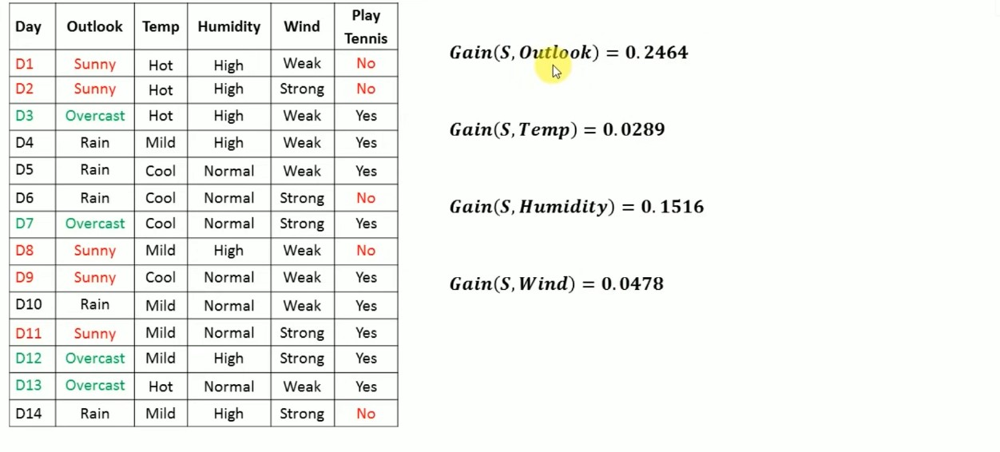 Day Outlook Temp Humidity Wind Play Tennis
D1 Sunny Hot High Weak No
D2 Sunny Hot High Strong No
D3 Overcast Hot High Weak Yes
D4 Rain Mild High Weak Yes
D5 Rain Cool Normal Weak Yes
D6 Rain Cool Normal Strong No
D7 Overcast Cool Normal Strong Yes
D8 Sunny Mild High Weak No
D9 Sunny Cool Normal Weak Yes
D10 Rain Mild Normal Weak Yes
D11 Sunny Mild Normal Strong Yes
D12 Overcast Mild High Strong Yes
D13 Overcast Hot Normal Weak Yes
D14 Rain Mild High Strong No
Gain(S, Outlook) = 0.2464
Gain(S, Temp) = 0.0289
Gain(S, Humidity) = 0.1516
Gain(S, Wind) = 0.0478